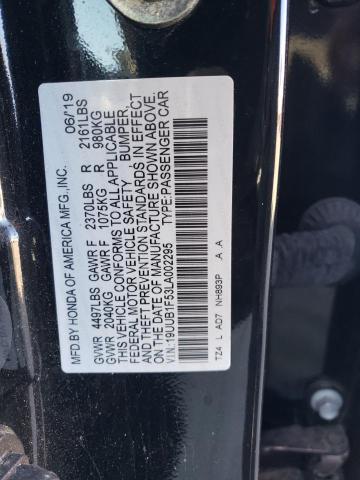 MFD. BY HONDA OF AMERICA MFG., INC. 06/19
GVWR 4497LBS GAWR F 2370LBS R 2161LBS
GVWR 2040KG GAWR F 1075KG R 980KG
THIS VEHICLE CONFORMS TO ALL APPLICABLE
FEDERAL MOTOR VEHICLE SAFETY, BUMPER,
AND THEFT PREVENTION STANDARDS IN EFFECT
ON THE DATE OF MANUFACTURE SHOWN ABOVE.
V.I.N.: 19UUB1F53LA002295 TYPE:PASSENGER CAR
TZ4 L AD7 NH893P A A